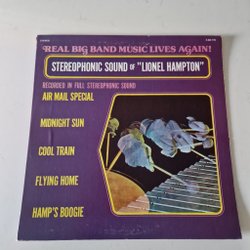 REAL BIG BAND MUSIC LIVES AGAIN!
STEREOPHONIC SOUND OF "LIONEL HAMPTON"
RECORDED IN FULL STEREOPHONIC SOUND
AIR MAIL SPECIAL
MIDNIGHT SUN
COOL TRAIN
FLYING HOME
HAMP'S BOOGIE